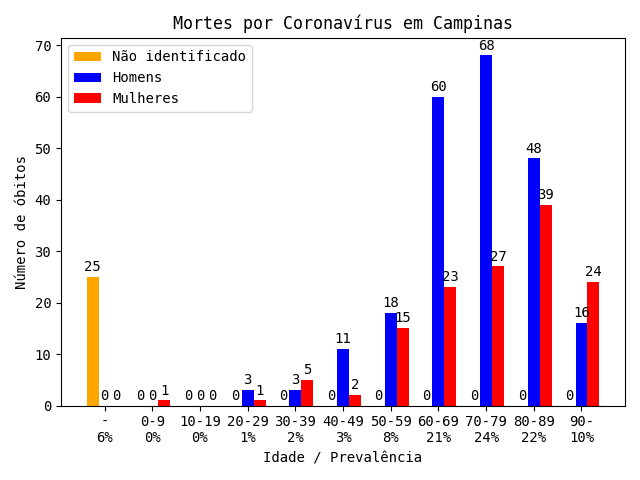 Mortes por Coronavírus em Campinas
Número de óbitos
70
60
50
40
30
20
10
0
Não identificado
Homens
Mulheres
25 0 0
0 0 1
0 0 0
0 3 1
0 3 5
0 11 2
0 18 15
0 60 23
0 68 27
0 48 39
0 16 24
- 0-9 10-19 20-29 30-39 40-49 50-59 60-69 70-79 80-89 90-
6% 0% 0% 1% 2% 3% 8% 21% 24% 22% 10%
Idade / Prevalência